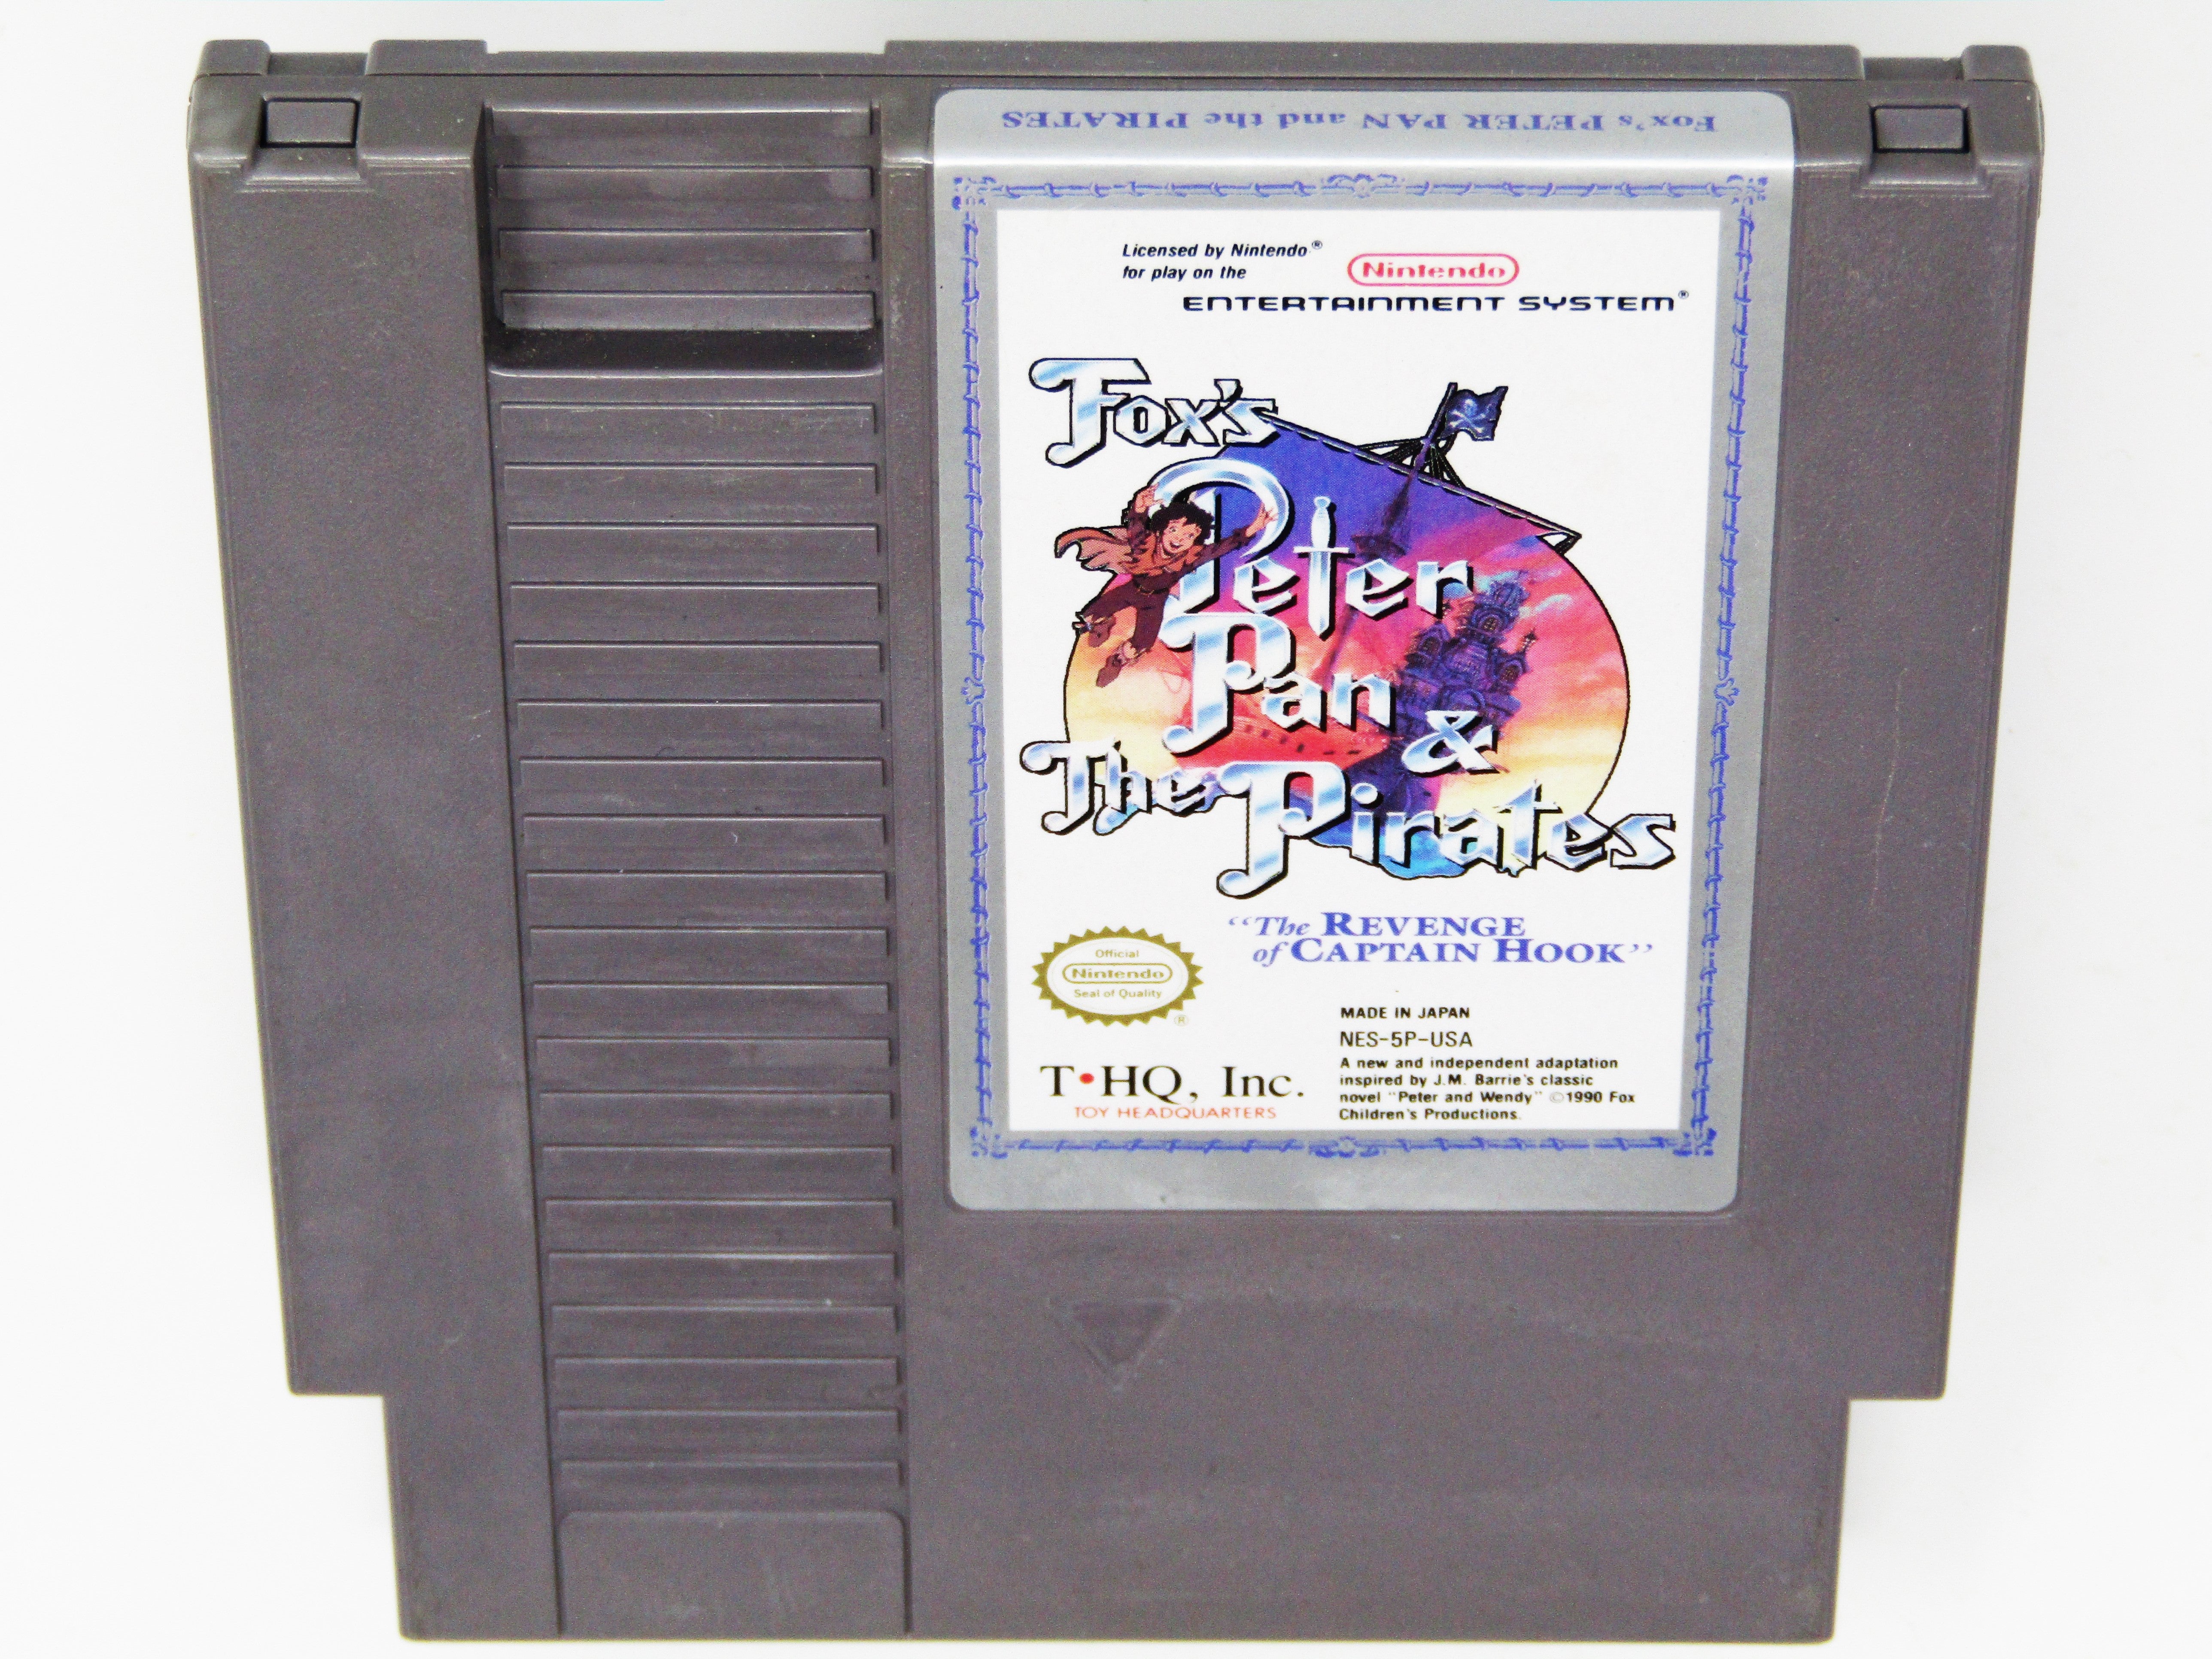 Fox's PETER PAN and the PIRATES
Licensed by Nintendo®
for play on the
Nintendo
ENTERTAINMENT SYSTEM®
Fox's
Peter
Pan &
The Pirates
"The REVENGE
of CAPTAIN HOOK"
Official
Nintendo
Seal of Quality
®
MADE IN JAPAN
NES-5P-USA
A new and independent adaptation
inspired by J.M. Barrie's classic
novel "Peter and Wendy" ©1990 Fox
Children's Productions.
T•HQ, Inc.
TOY HEADQUARTERS